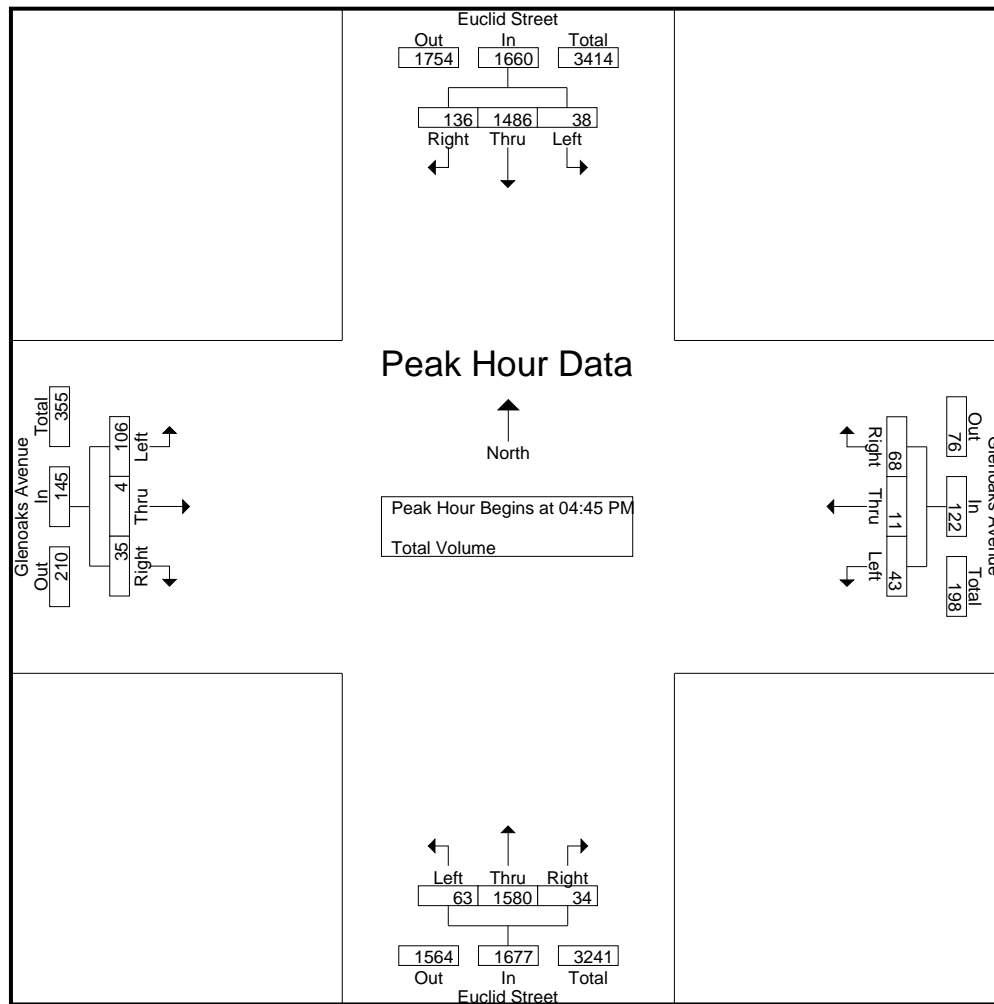 Euclid Street
Out In Total
1754 1660 3414
136 1486 38
Right Thru Left
Peak Hour Data
North
Peak Hour Begins at 04:45 PM
Total Volume
Glenoaks Avenue
Out In Total
210 145 355
35 4 106
Right Thru Left
Glenoaks Avenue
Out In Total
76 122 198
68 11 43
Right Thru Left
Left Thru Right
63 1580 34
1564 1677 3241
Out In Total
Euclid Street